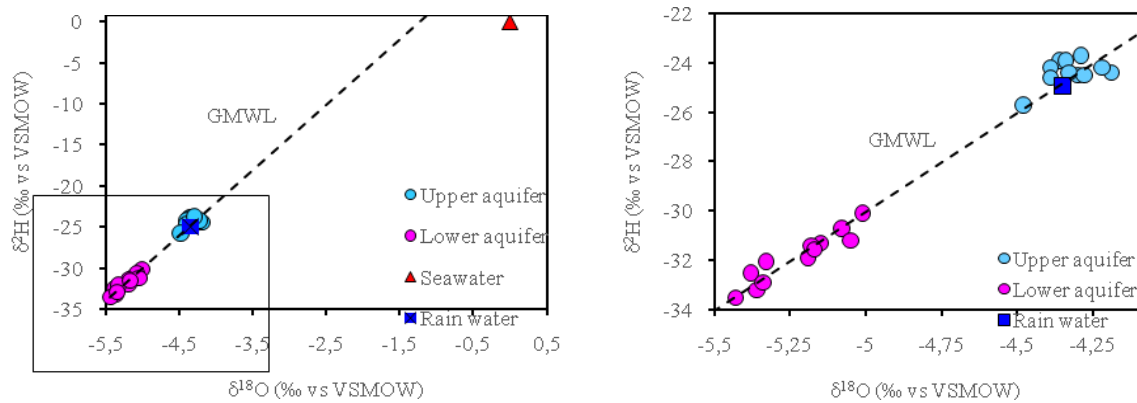 0
-5
-10
-15
-20
-25
-30
-35
-5,5
-4,5
-3,5
-2,5
-1,5
-0,5
0,5
δ²H (‰ vs VSMOW)
δ¹⁸O (‰ vs VSMOW)
GMWL
Upper aquifer
Lower aquifer
Seawater
Rain water
-22
-24
-26
-28
-30
-32
-34
-5,5
-5,25
-5
-4,75
-4,5
-4,25
δ²H (‰ vs VSMOW)
δ¹⁸O (‰ vs VSMOW)
GMWL
Upper aquifer
Lower aquifer
Rain water